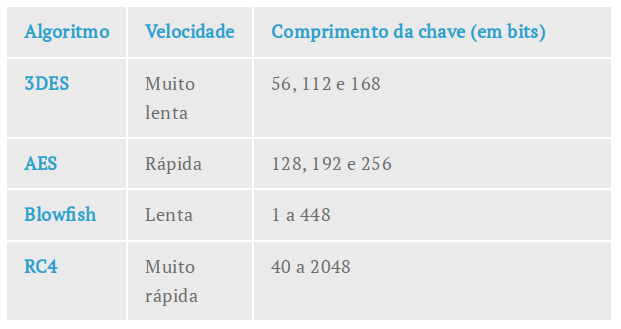 Algoritmo Velocidade Comprimento da chave (em bits)
3DES Muito 56, 112 e 168
lenta
AES Rápida 128, 192 e 256
Blowfish Lenta 1 a 448
RC4 Muito 40 a 2048
rápida